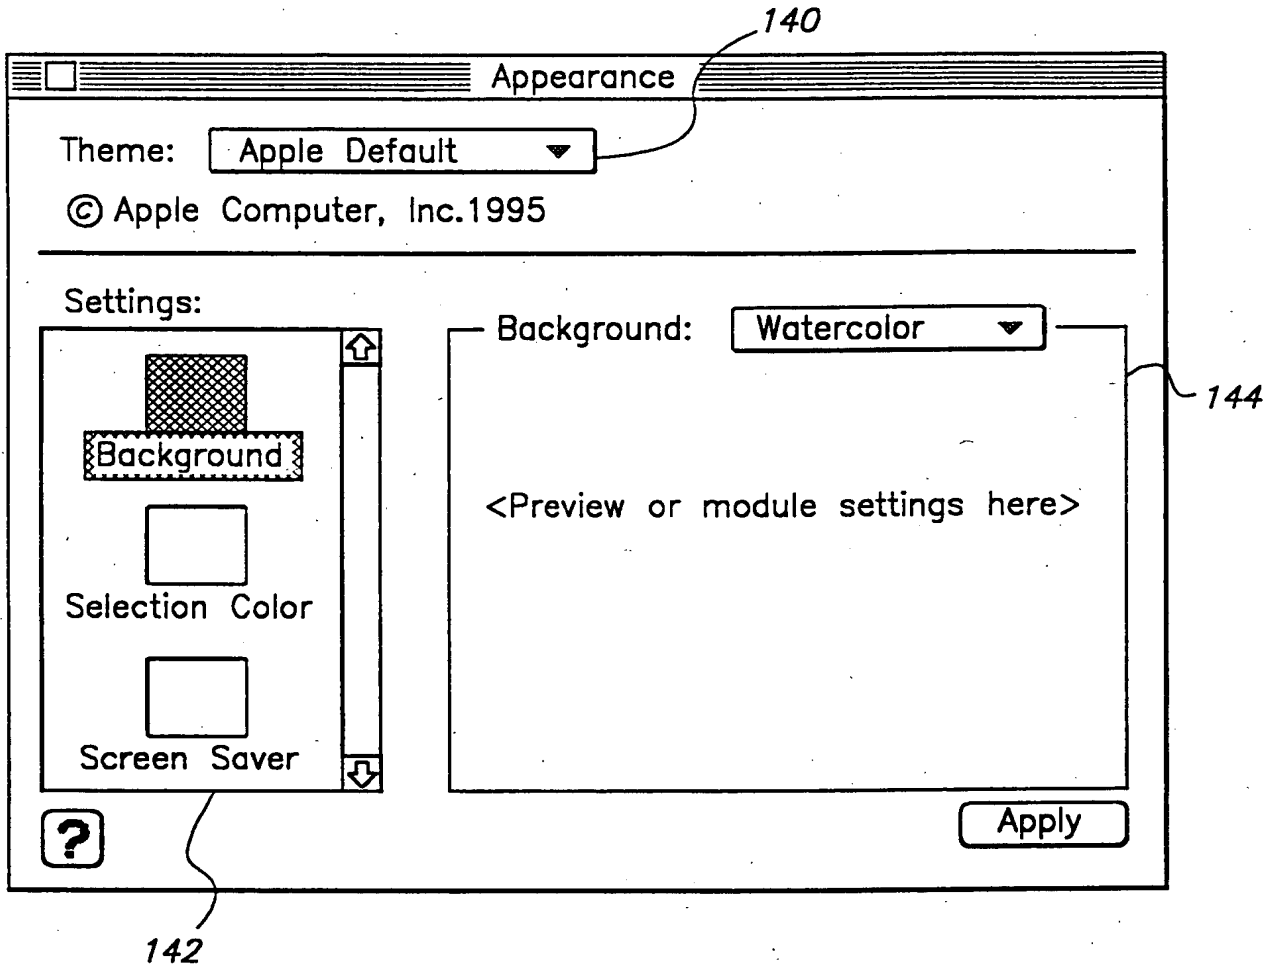 140
Appearance
Theme: Apple Default
© Apple Computer, Inc.1995
Settings:
Background: Watercolor
144
Background
<Preview or module settings here>
Selection Color
Screen Saver
Apply
?
142